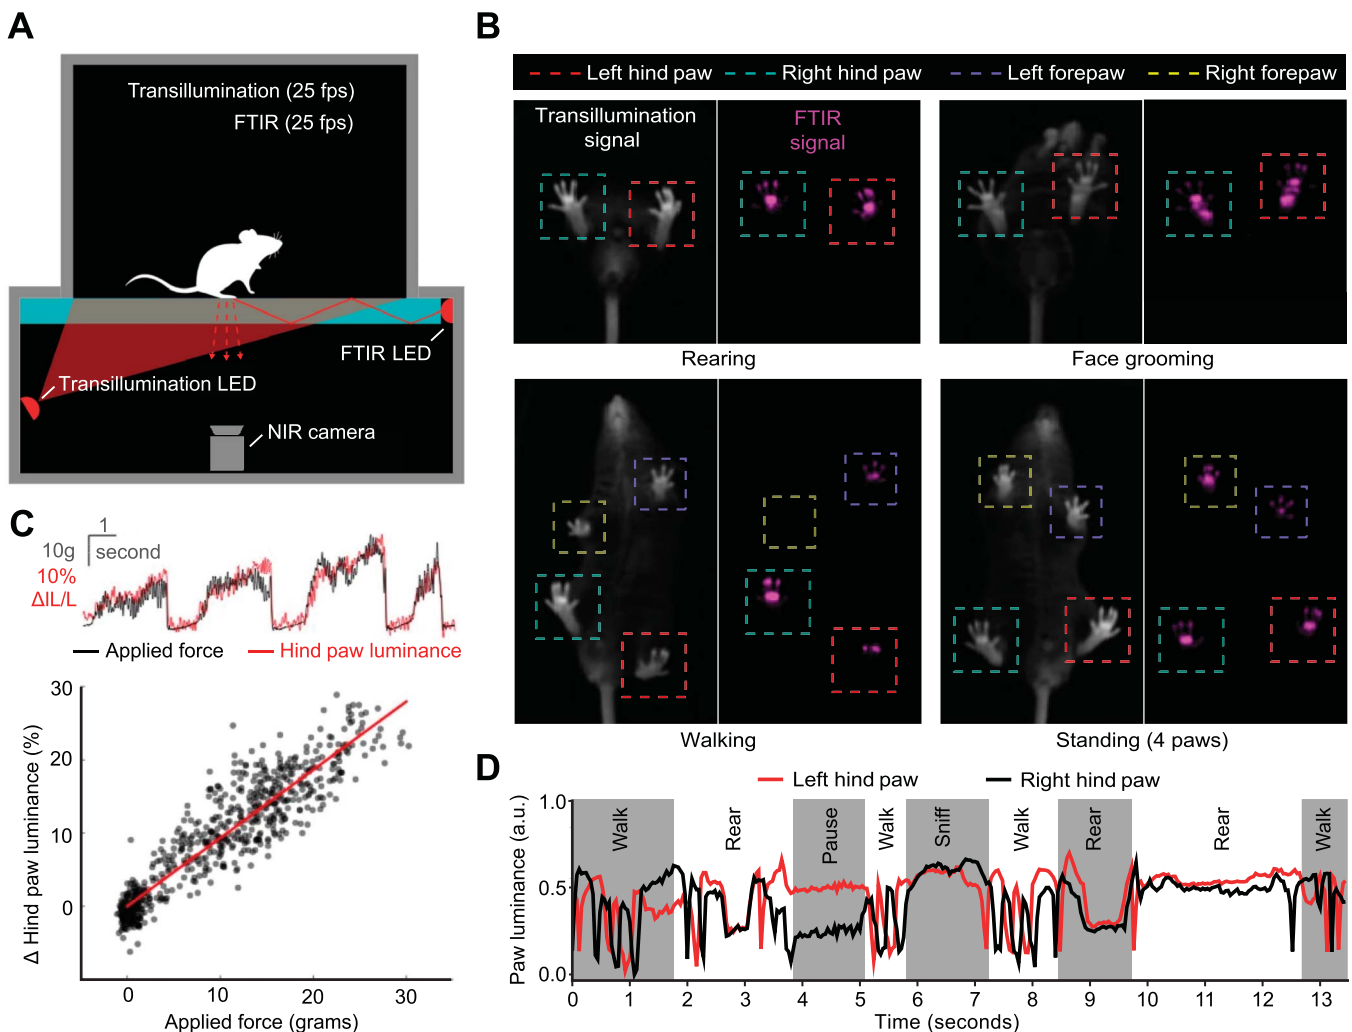 A
Transillumination (25 fps)
FTIR (25 fps)
FTIR LED
Transillumination LED
NIR camera
B
Left hind paw
Right hind paw
Left forepaw
Right forepaw
Transillumination
signal
FTIR
signal
Rearing
Face grooming
Walking
Standing (4 paws)
C
1
second
10g
10%
ΔIL/L
Applied force
Hind paw luminance
Δ Hind paw luminance (%)
30
20
10
0
0
10
20
30
Applied force (grams)
D
Left hind paw
Right hind paw
Paw luminance (a.u.)
1.0
0.5
0.0
Walk
Rear
Pause
Walk
Sniff
Walk
Rear
Rear
Walk
0 1 2 3 4 5 6 7 8 9 10 11 12 13
Time (seconds)